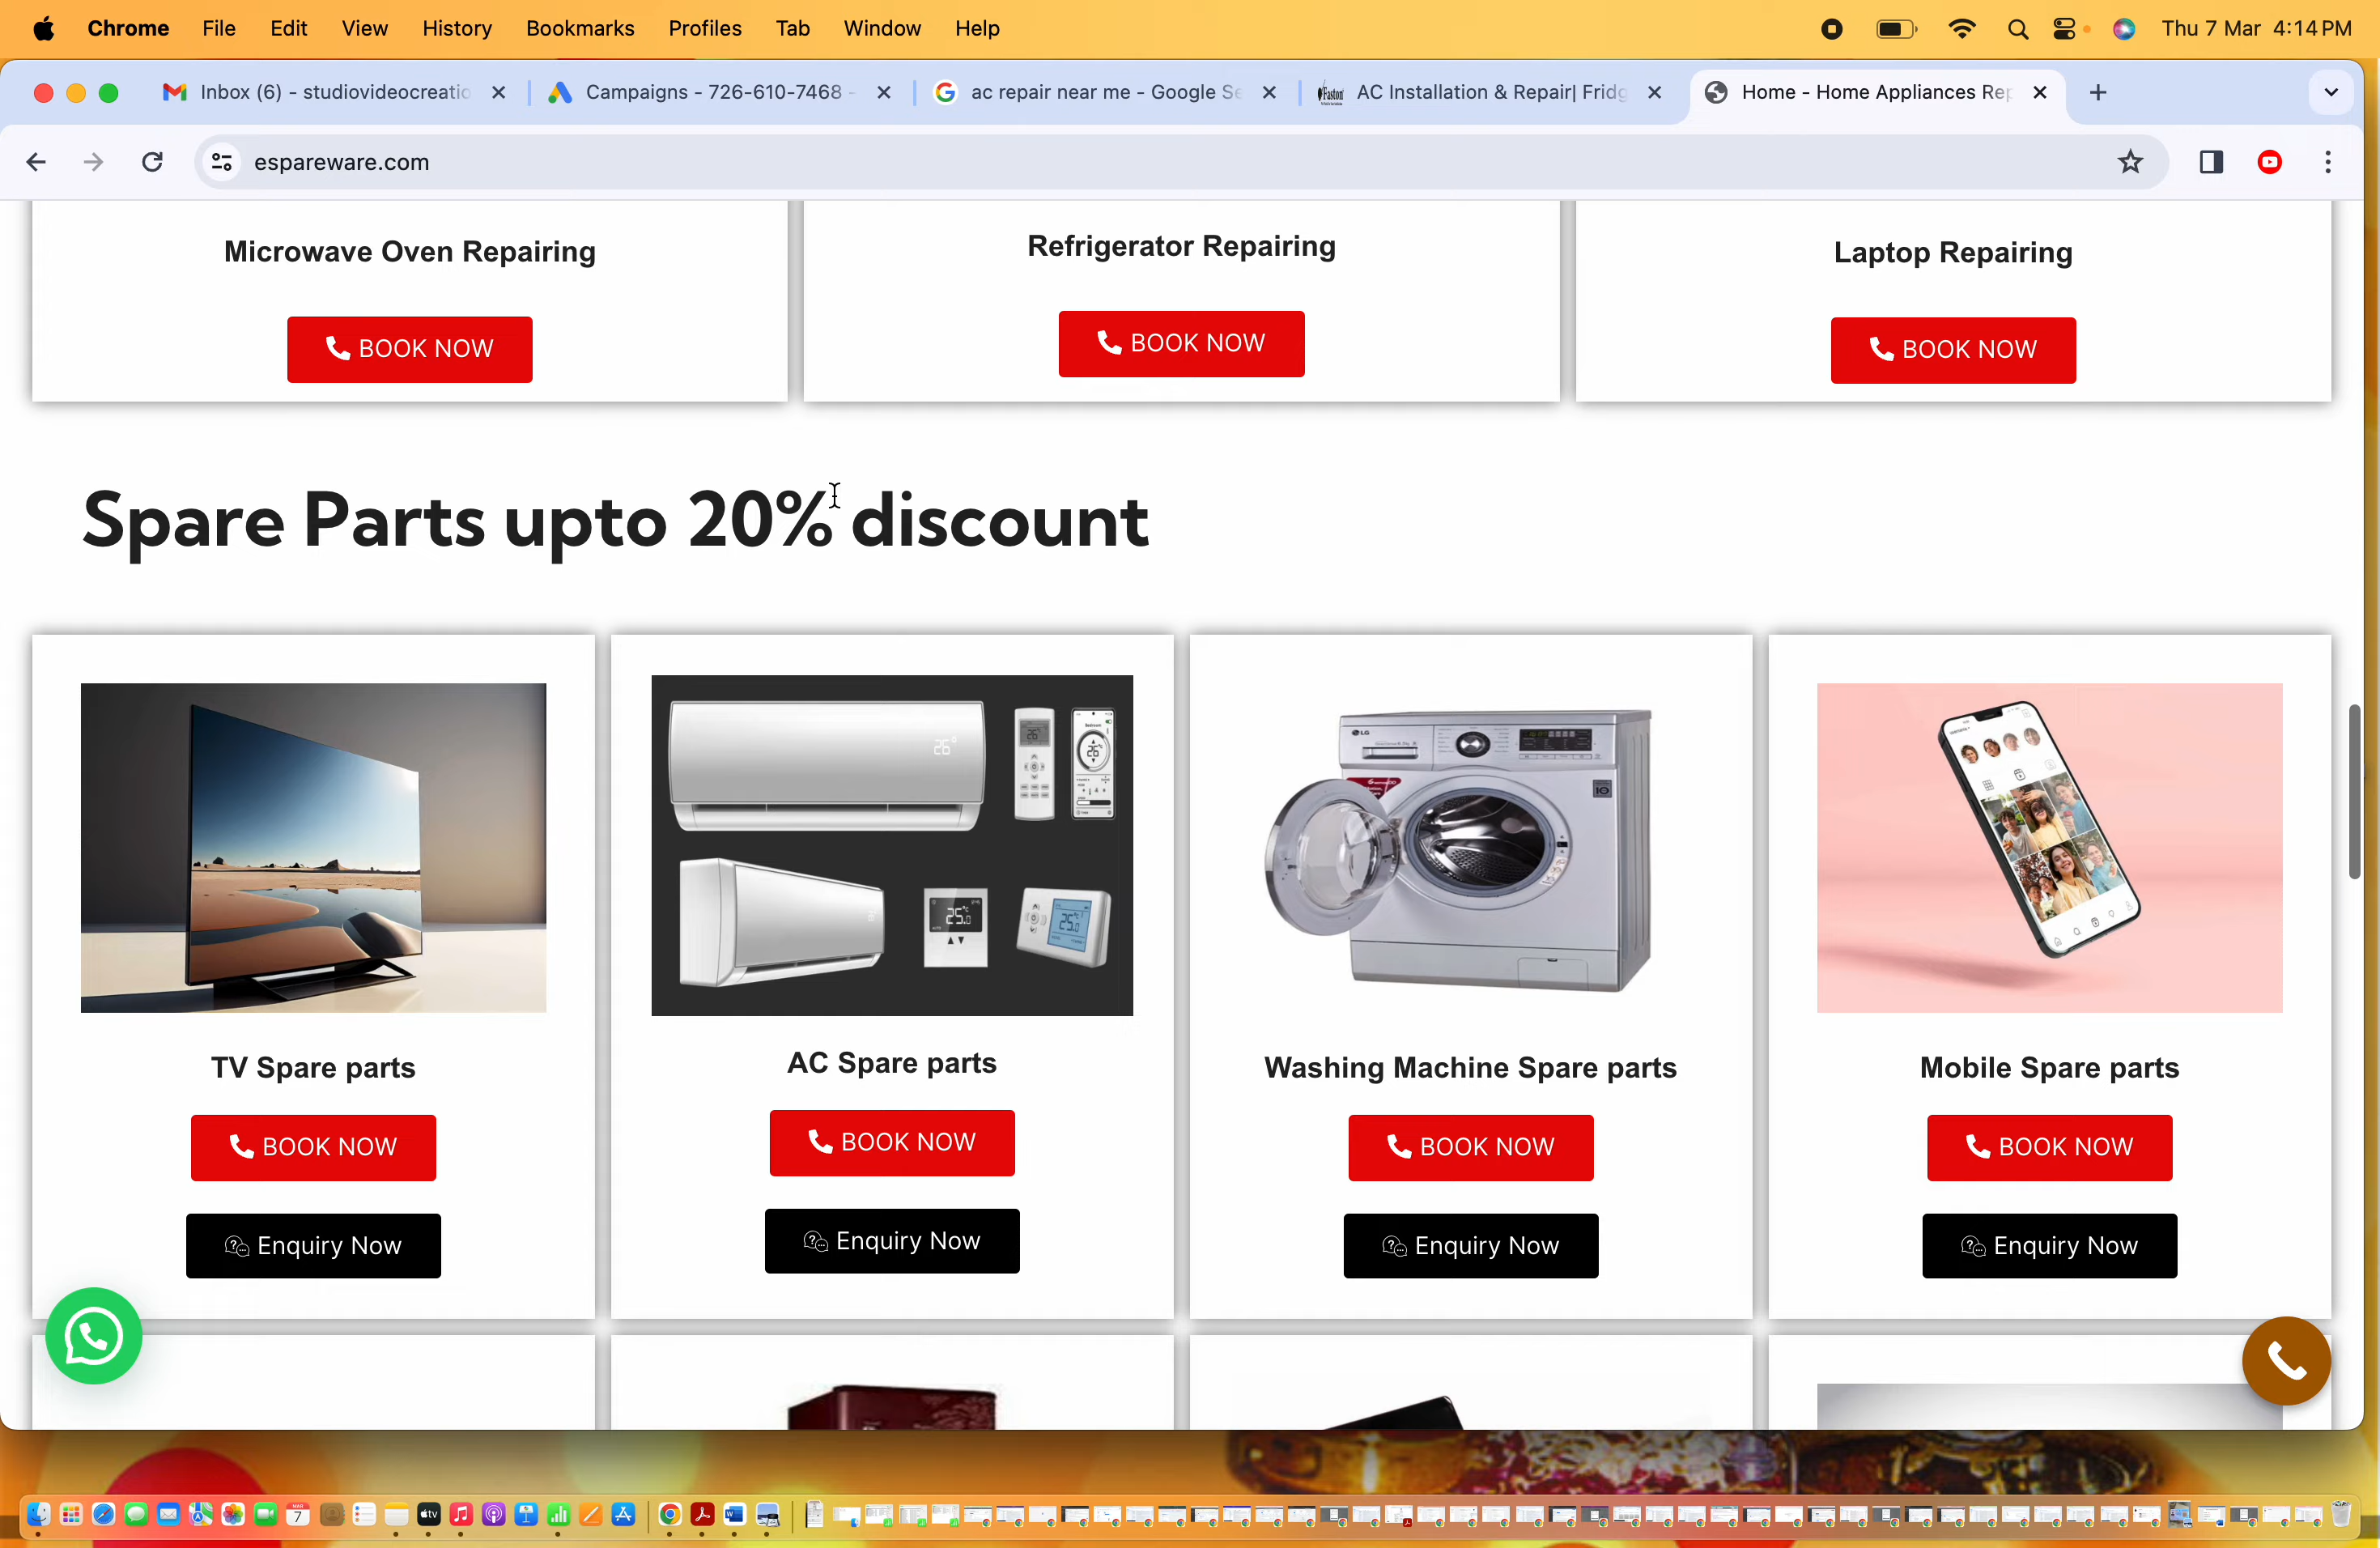 Chrome File Edit View History Bookmarks Profiles Tab Window Help
Thu 7 Mar 4:14 PM
Inbox (6) - studiovideocreatio
Campaigns - 726-610-7468 -
ac repair near me - Google Se
AC Installation & Repair| Fridg
Home - Home Appliances Rep
espareware.com
Microwave Oven Repairing
Refrigerator Repairing
Laptop Repairing
BOOK NOW
BOOK NOW
BOOK NOW
Spare Parts upto 20% discount
TV Spare parts
AC Spare parts
Washing Machine Spare parts
Mobile Spare parts
BOOK NOW
BOOK NOW
BOOK NOW
BOOK NOW
Enquiry Now
Enquiry Now
Enquiry Now
Enquiry Now